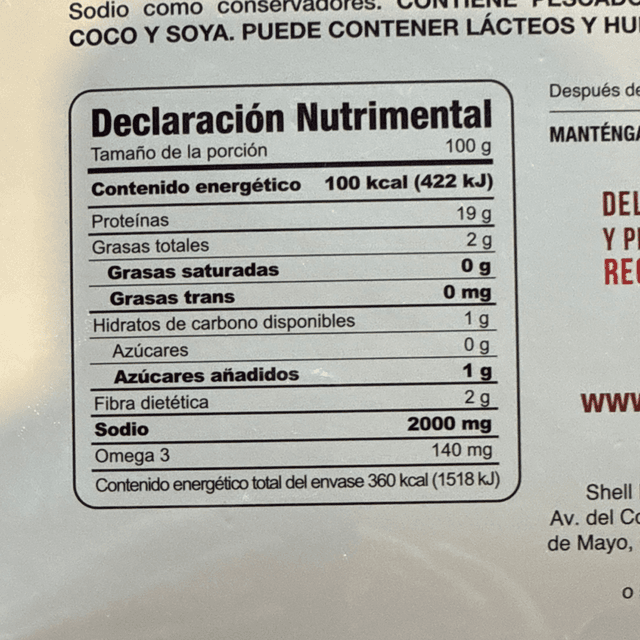 Sodio como conservadores. CONTIENE PESCADO
COCO Y SOYA. PUEDE CONTENER LÁCTEOS Y
Declaración Nutrimental
Tamaño de la porción 100 g
Contenido energético 100 kcal (422 kJ)
Proteínas 19 g
Grasas totales 2 g
Grasas saturadas 0 g
Grasas trans 0 mg
Hidratos de carbono disponibles 1 g
Azúcares 0 g
Azúcares añadidos 1 g
Fibra dietética 2 g
Sodio 2000 mg
Omega 3 140 mg
Contenido energético total del envase 360 kcal (1518 kJ)
Después de
MANTÉNGA
DEL
Y
WWW
Shell
Av. del
de Mayo,
o